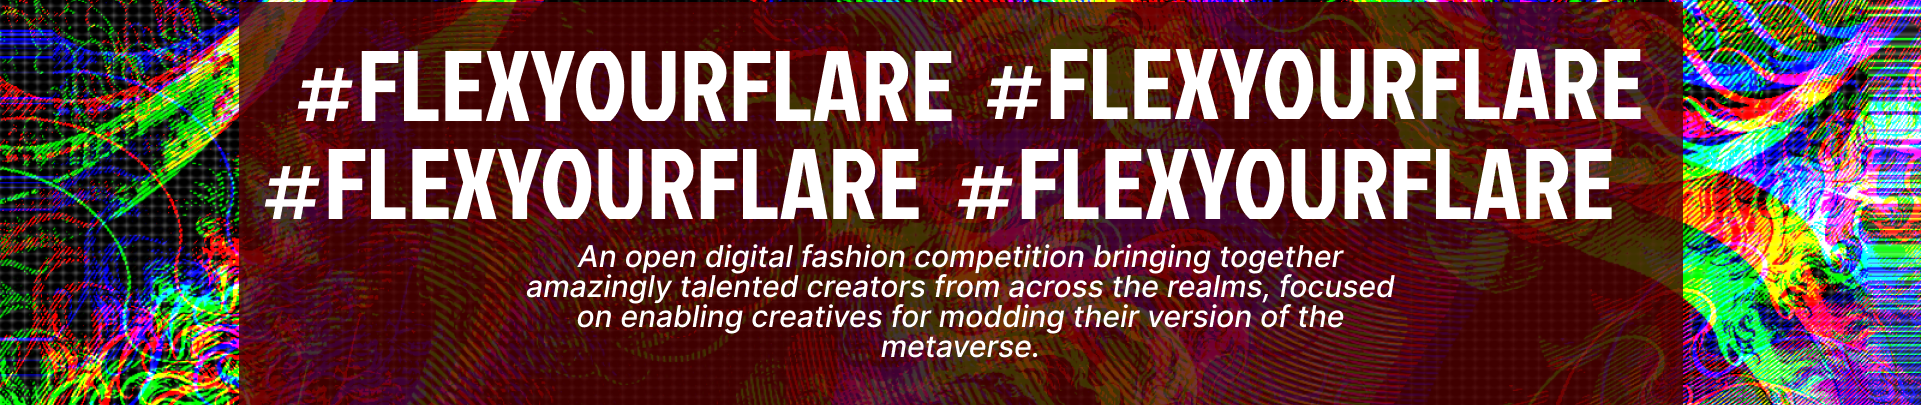 #FLEXYOURFLARE #FLEXYOURFLARE
#FLEXYOURFLARE #FLEXYOURFLARE
An open digital fashion competition bringing together
amazingly talented creators from across the realms, focused
on enabling creatives for modding their version of the
metaverse.